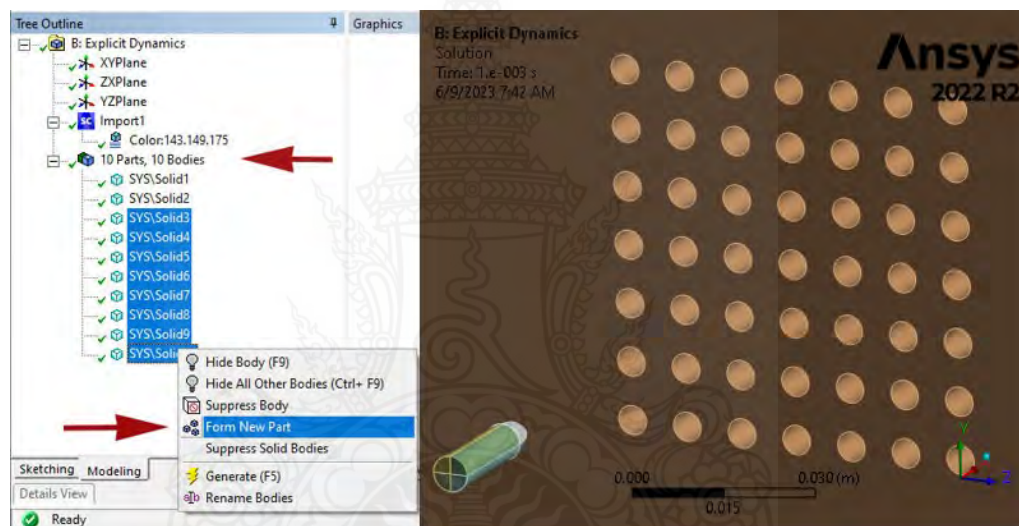 Tree Outline
Graphics
B: Explicit Dynamics
XYPlane
ZXPlane
YZPlane
Import1
Color:143.149.175
10 Parts, 10 Bodies
SYS\Solid1
SYS\Solid2
SYS\Solid3
SYS\Solid4
SYS\Solid5
SYS\Solid6
SYS\Solid7
SYS\Solid8
SYS\Solid9
Hide Body (F9)
Hide All Other Bodies (Ctrl+ F9)
Suppress Body
Form New Part
Suppress Solid Bodies
Generate (F5)
Rename Bodies
Sketching Modeling
Details View
Ready
B: Explicit Dynamics
Solution
Time: 1.e-003 s
6/9/2023 7:42 AM
Ansys
2022 R2
Y
Z
0.000
0.030 (m)
0.015